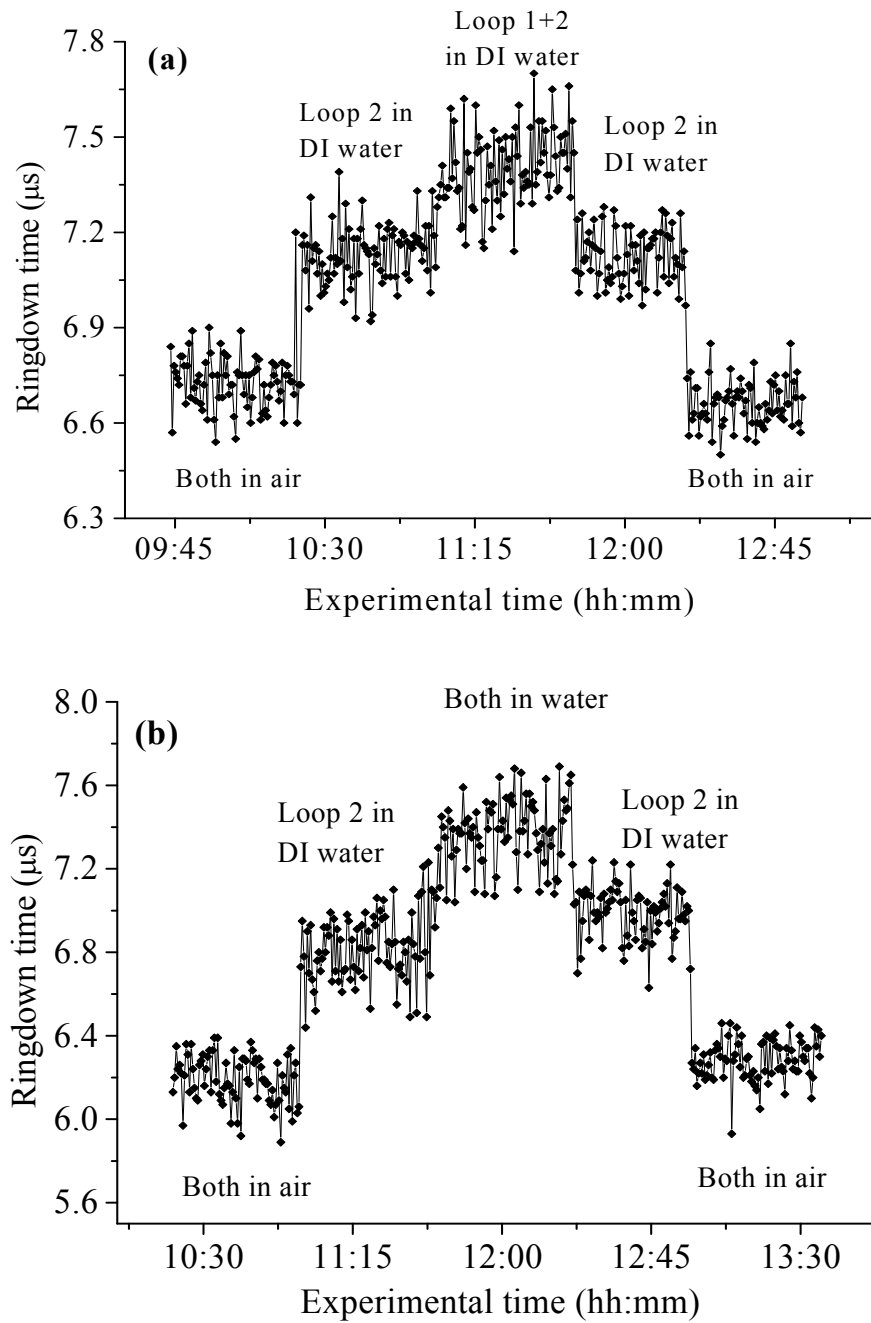 (a)
Loop 1+2
in DI water
Loop 2 in
DI water
Loop 2 in
DI water
7.8
7.5
7.2
6.9
6.6
6.3
Ringdown time (μs)
Both in air
Both in air
09:45 10:30 11:15 12:00 12:45
Experimental time (hh:mm)
(b)
Both in water
Loop 2 in
DI water
Loop 2 in
DI water
8.0
7.6
7.2
6.8
6.4
6.0
5.6
Ringdown time (μs)
Both in air
Both in air
10:30 11:15 12:00 12:45 13:30
Experimental time (hh:mm)